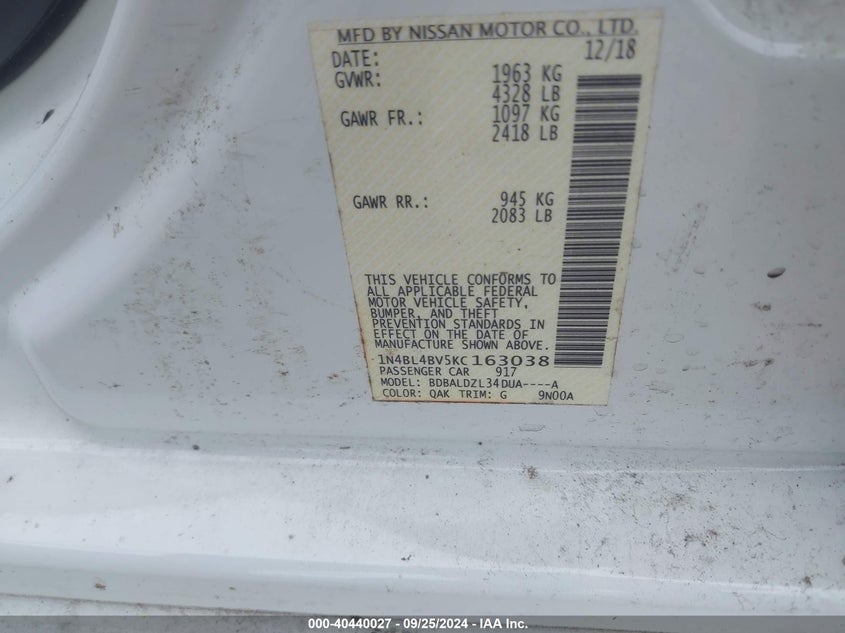 MFD BY NISSAN MOTOR CO., LTD.
DATE: 12/18
GVWR: 1963 KG
4328 LB
GAWR FR.: 1097 KG
2418 LB
GAWR RR.: 945 KG
2083 LB
THIS VEHICLE CONFORMS TO
ALL APPLICABLE FEDERAL
MOTOR VEHICLE SAFETY,
BUMPER, AND THEFT
PREVENTION STANDARDS IN
EFFECT ON THE DATE OF
MANUFACTURE SHOWN ABOVE.
1N4BL4BV5KC163038
PASSENGER CAR 917
MODEL: BDBALDZL34DUA----A
COLOR: QAK TRIM: G 9N00A
000-40440027 - 09/25/2024 - IAA Inc.